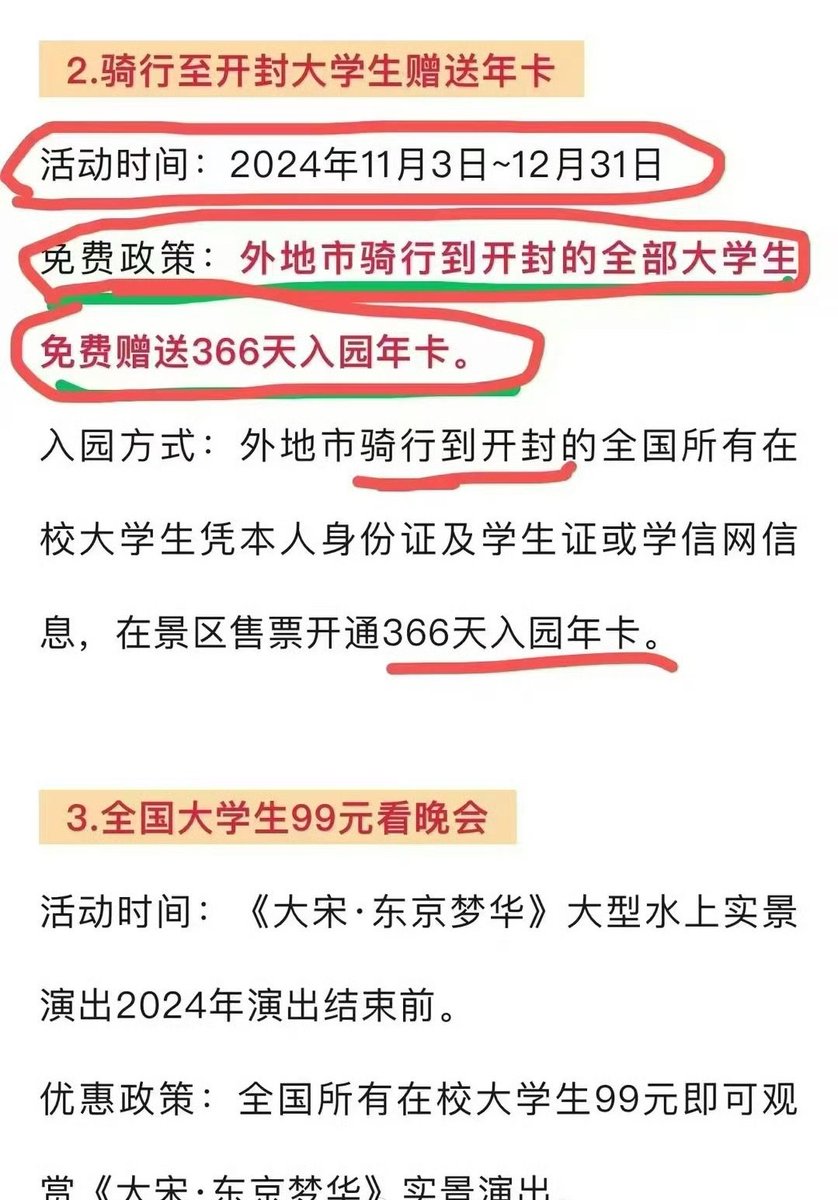 2.骑行至开封大学生赠送年卡
活动时间：2024年11月3日~12月31日
免费政策：外地市骑行到开封的全部大学生
免费赠送366天入园年卡。
入园方式：外地市骑行到开封的全国所有在
校大学生凭本人身份证及学生证或学信网信
息，在景区售票开通366天入园年卡。
3.全国大学生99元看晚会
活动时间：《大宋·东京梦华》大型水上实景
演出2024年演出结束前。
优惠政策：全国所有在校大学生99元即可观
赏《大宋·东京梦华》实景演出。